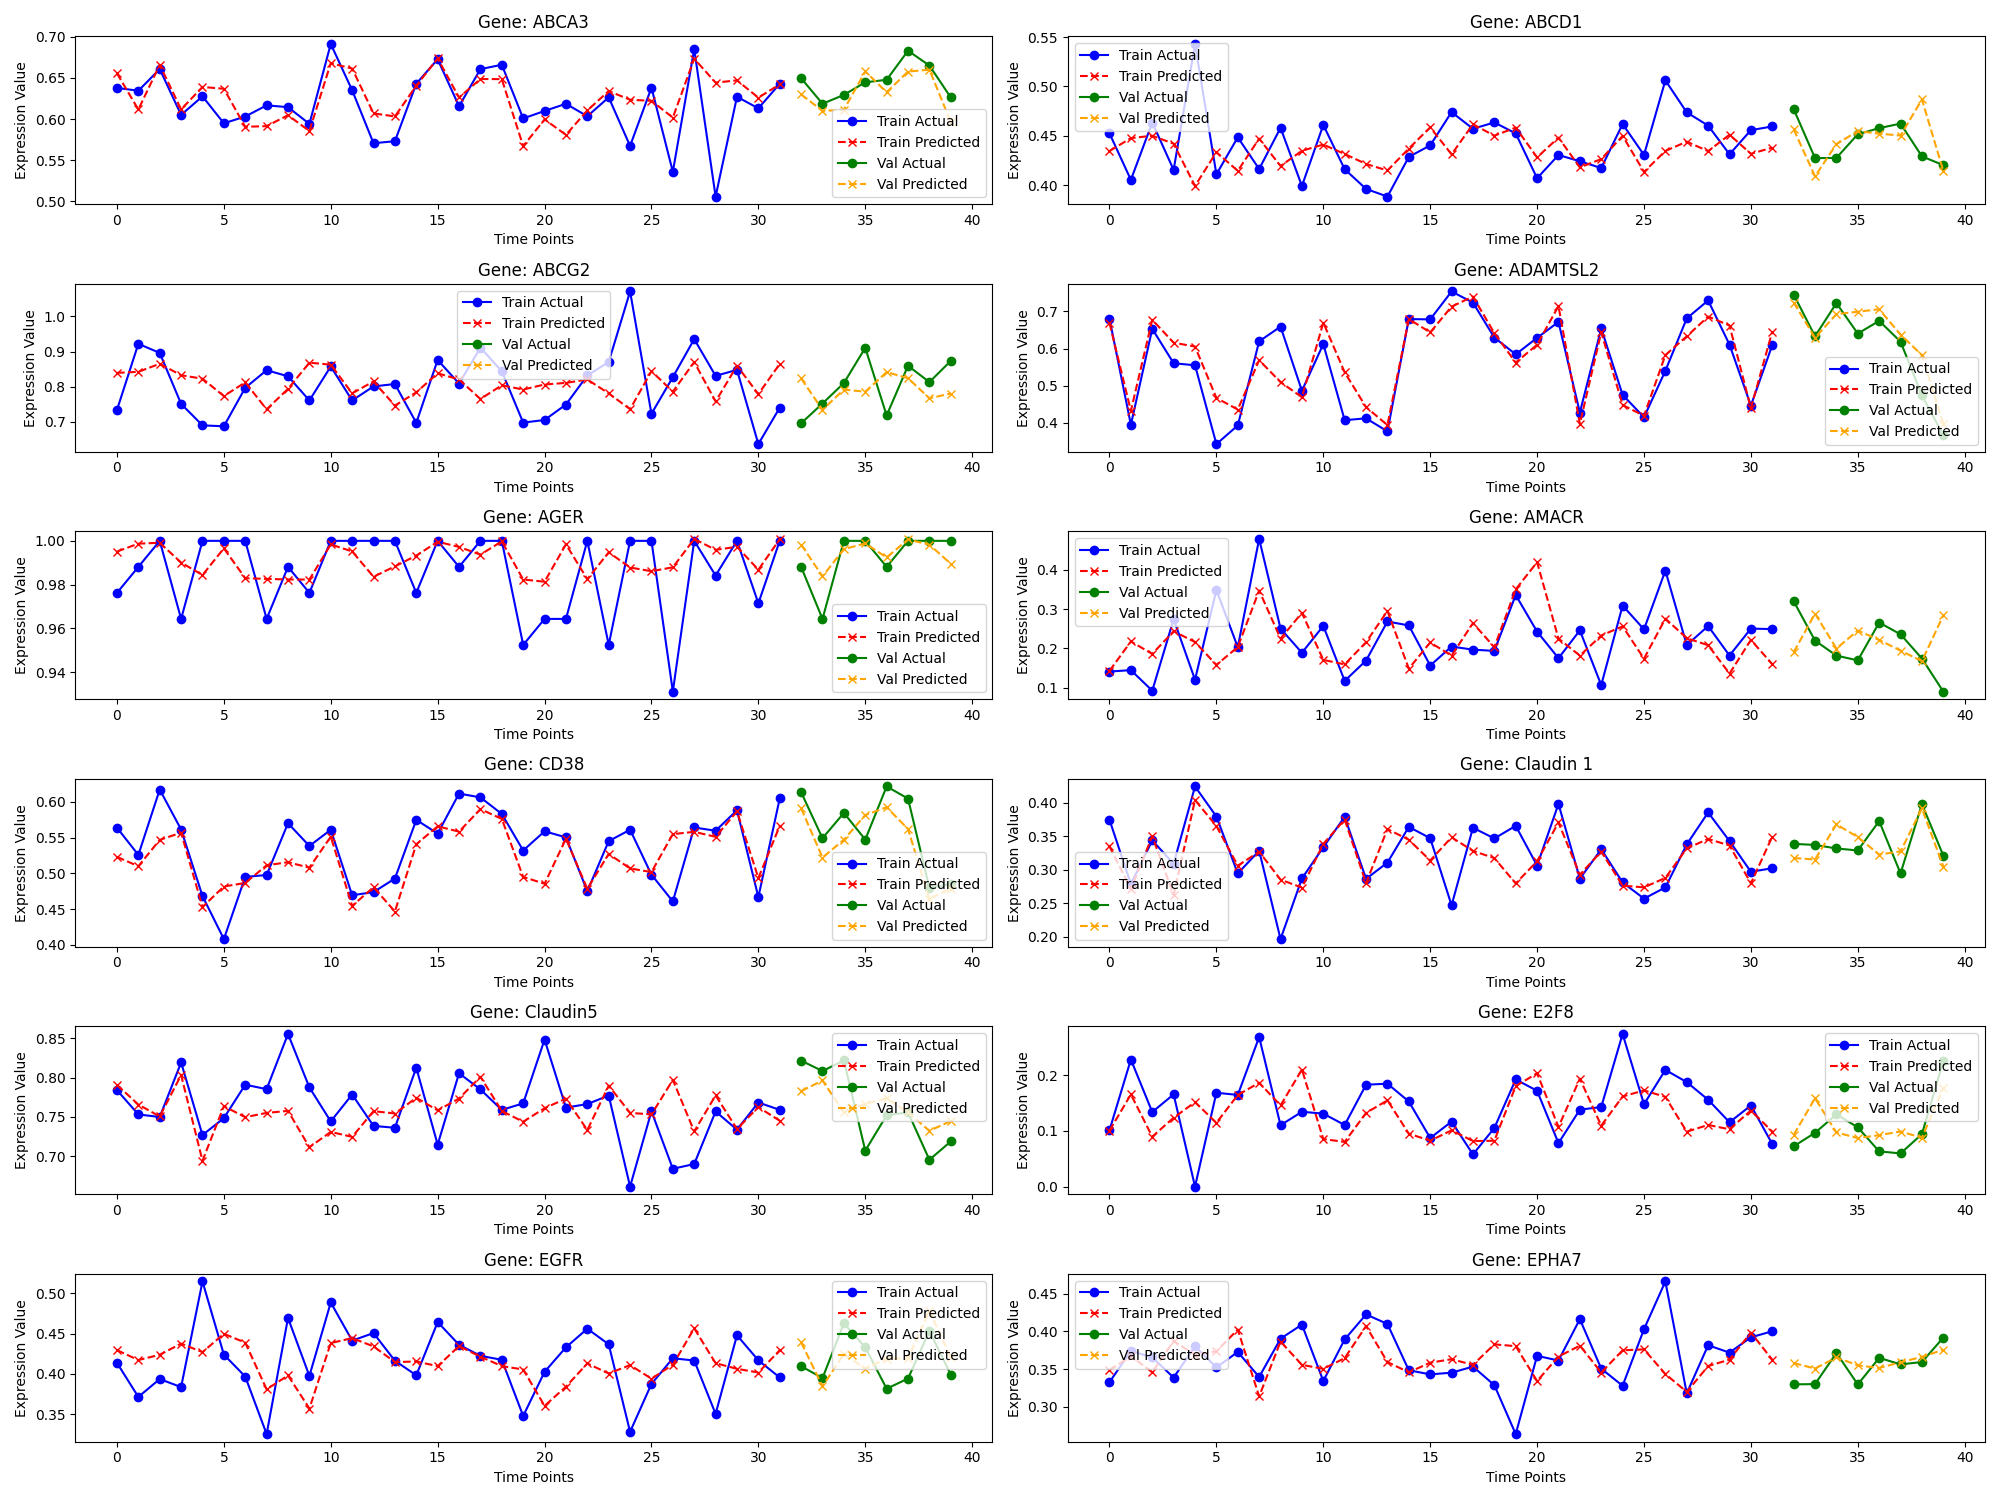 Gene: ABCA3
Expression Value
0.70
0.65
0.60
0.55
0.50
Train Actual
Train Predicted
Val Actual
Val Predicted
0 5 10 15 20 25 30 35 40
Time Points
Gene: ABCD1
Expression Value
0.55
0.50
0.45
0.40
Train Actual
Train Predicted
Val Actual
Val Predicted
0 5 10 15 20 25 30 35 40
Time Points
Gene: ABCG2
Expression Value
1.0
0.9
0.8
0.7
Train Actual
Train Predicted
Val Actual
Val Predicted
0 5 10 15 20 25 30 35 40
Time Points
Gene: ADAMTSL2
Expression Value
0.7
0.6
0.5
0.4
Train Actual
Train Predicted
Val Actual
Val Predicted
0 5 10 15 20 25 30 35 40
Time Points
Gene: AGER
Expression Value
1.00
0.98
0.96
0.94
Train Actual
Train Predicted
Val Actual
Val Predicted
0 5 10 15 20 25 30 35 40
Time Points
Gene: AMACR
Expression Value
0.4
0.3
0.2
0.1
Train Actual
Train Predicted
Val Actual
Val Predicted
0 5 10 15 20 25 30 35 40
Time Points
Gene: CD38
Expression Value
0.60
0.55
0.50
0.45
0.40
Train Actual
Train Predicted
Val Actual
Val Predicted
0 5 10 15 20 25 30 35 40
Time Points
Gene: Claudin 1
Expression Value
0.40
0.35
0.30
0.25
0.20
Train Actual
Train Predicted
Val Actual
Val Predicted
0 5 10 15 20 25 30 35 40
Time Points
Gene: Claudin5
Expression Value
0.85
0.80
0.75
0.70
Train Actual
Train Predicted
Val Actual
Val Predicted
0 5 10 15 20 25 30 35 40
Time Points
Gene: E2F8
Expression Value
0.2
0.1
0.0
Train Actual
Train Predicted
Val Actual
Val Predicted
0 5 10 15 20 25 30 35 40
Time Points
Gene: EGFR
Expression Value
0.50
0.45
0.40
0.35
Train Actual
Train Predicted
Val Actual
Val Predicted
0 5 10 15 20 25 30 35 40
Time Points
Gene: EPHA7
Expression Value
0.45
0.40
0.35
0.30
Train Actual
Train Predicted
Val Actual
Val Predicted
0 5 10 15 20 25 30 35 40
Time Points